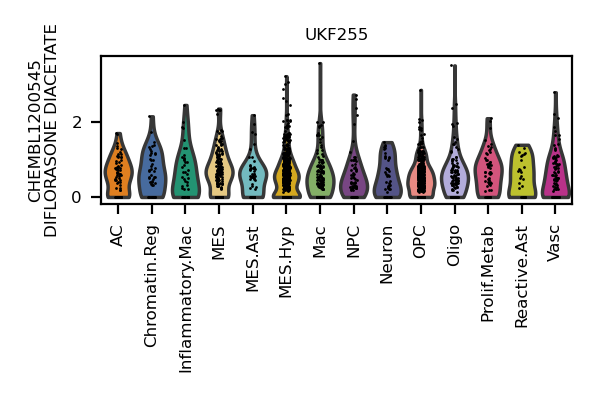 UKF255
CHEMBL1200545
DIFLORASONE DIACETATE
2
0
AC
Chromatin.Reg
Inflammatory.Mac
MES
MES.Ast
MES.Hyp
Mac
NPC
Neuron
OPC
Oligo
Prolif.Metab
Reactive.Ast
Vasc